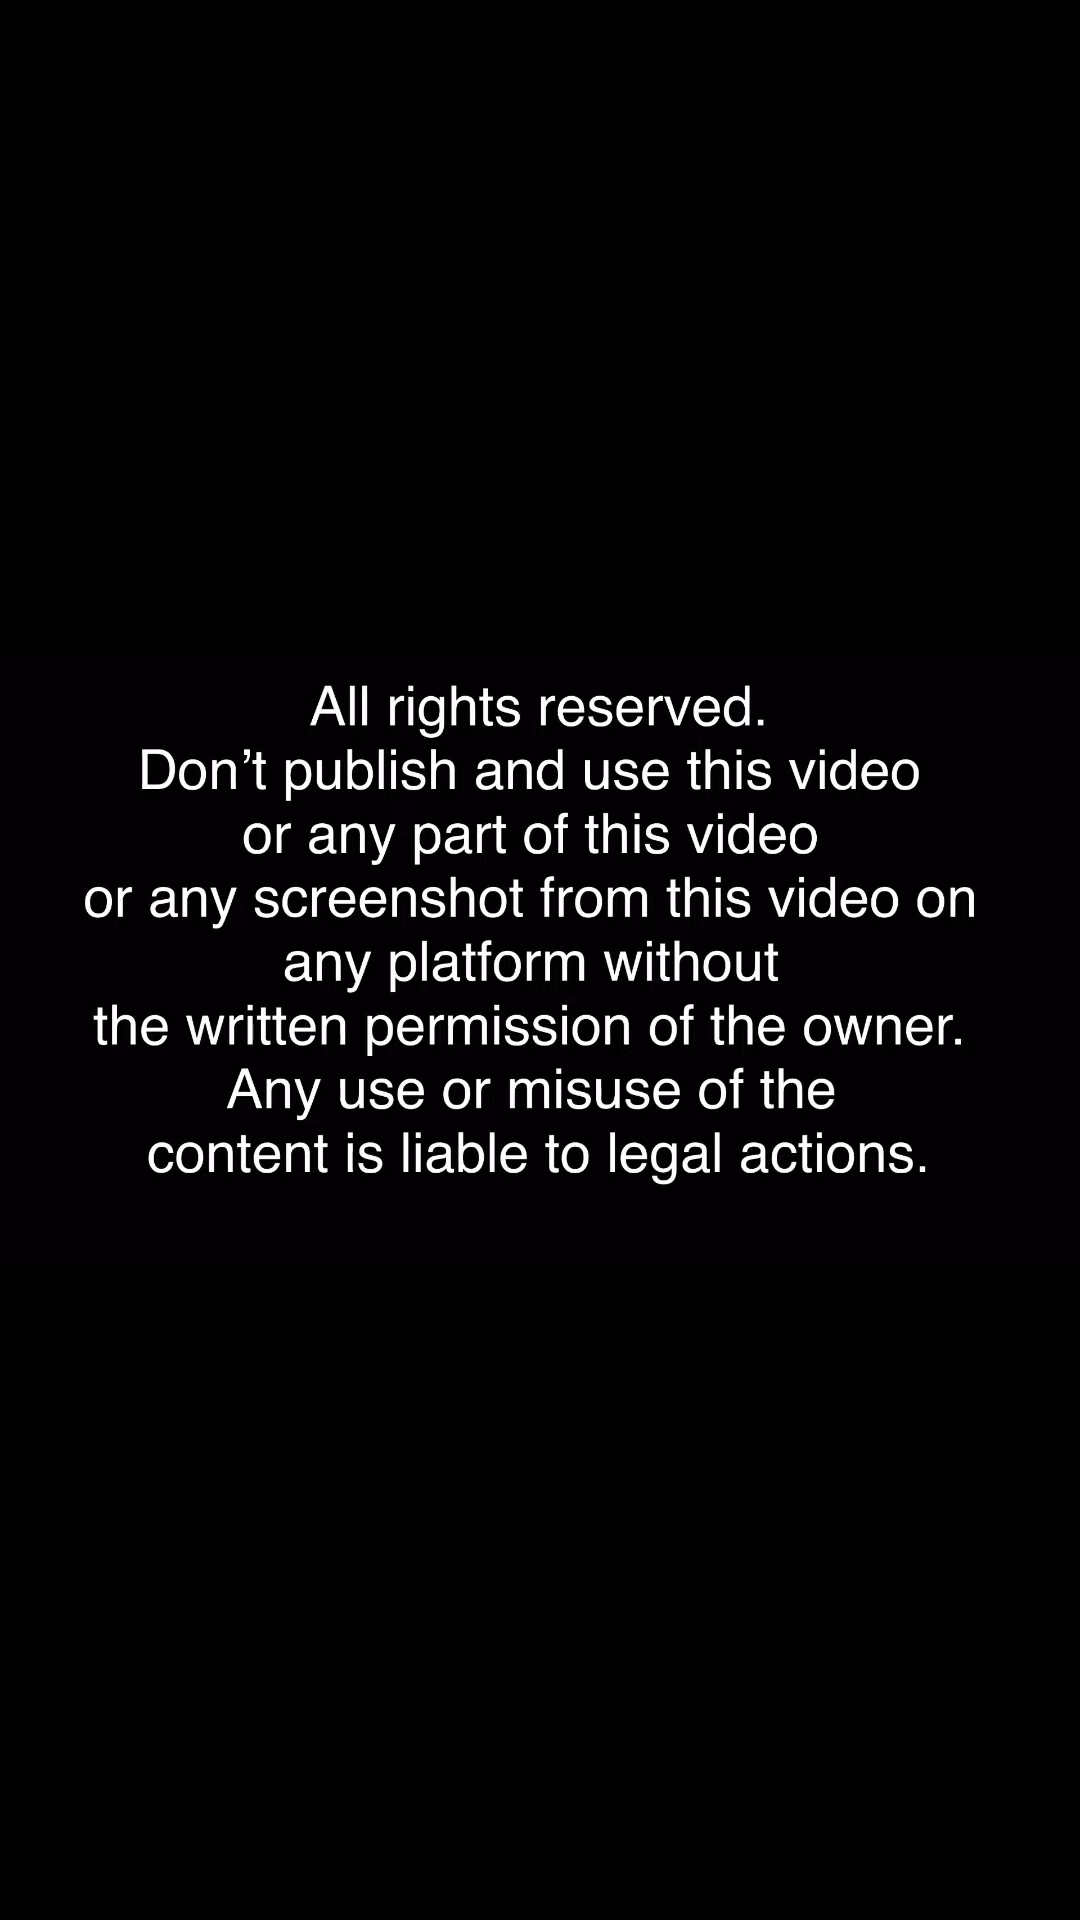 All rights reserved.
Don’t publish and use this video
or any part of this video
or any screenshot from this video on
any platform without
the written permission of the owner.
Any use or misuse of the
content is liable to legal actions.